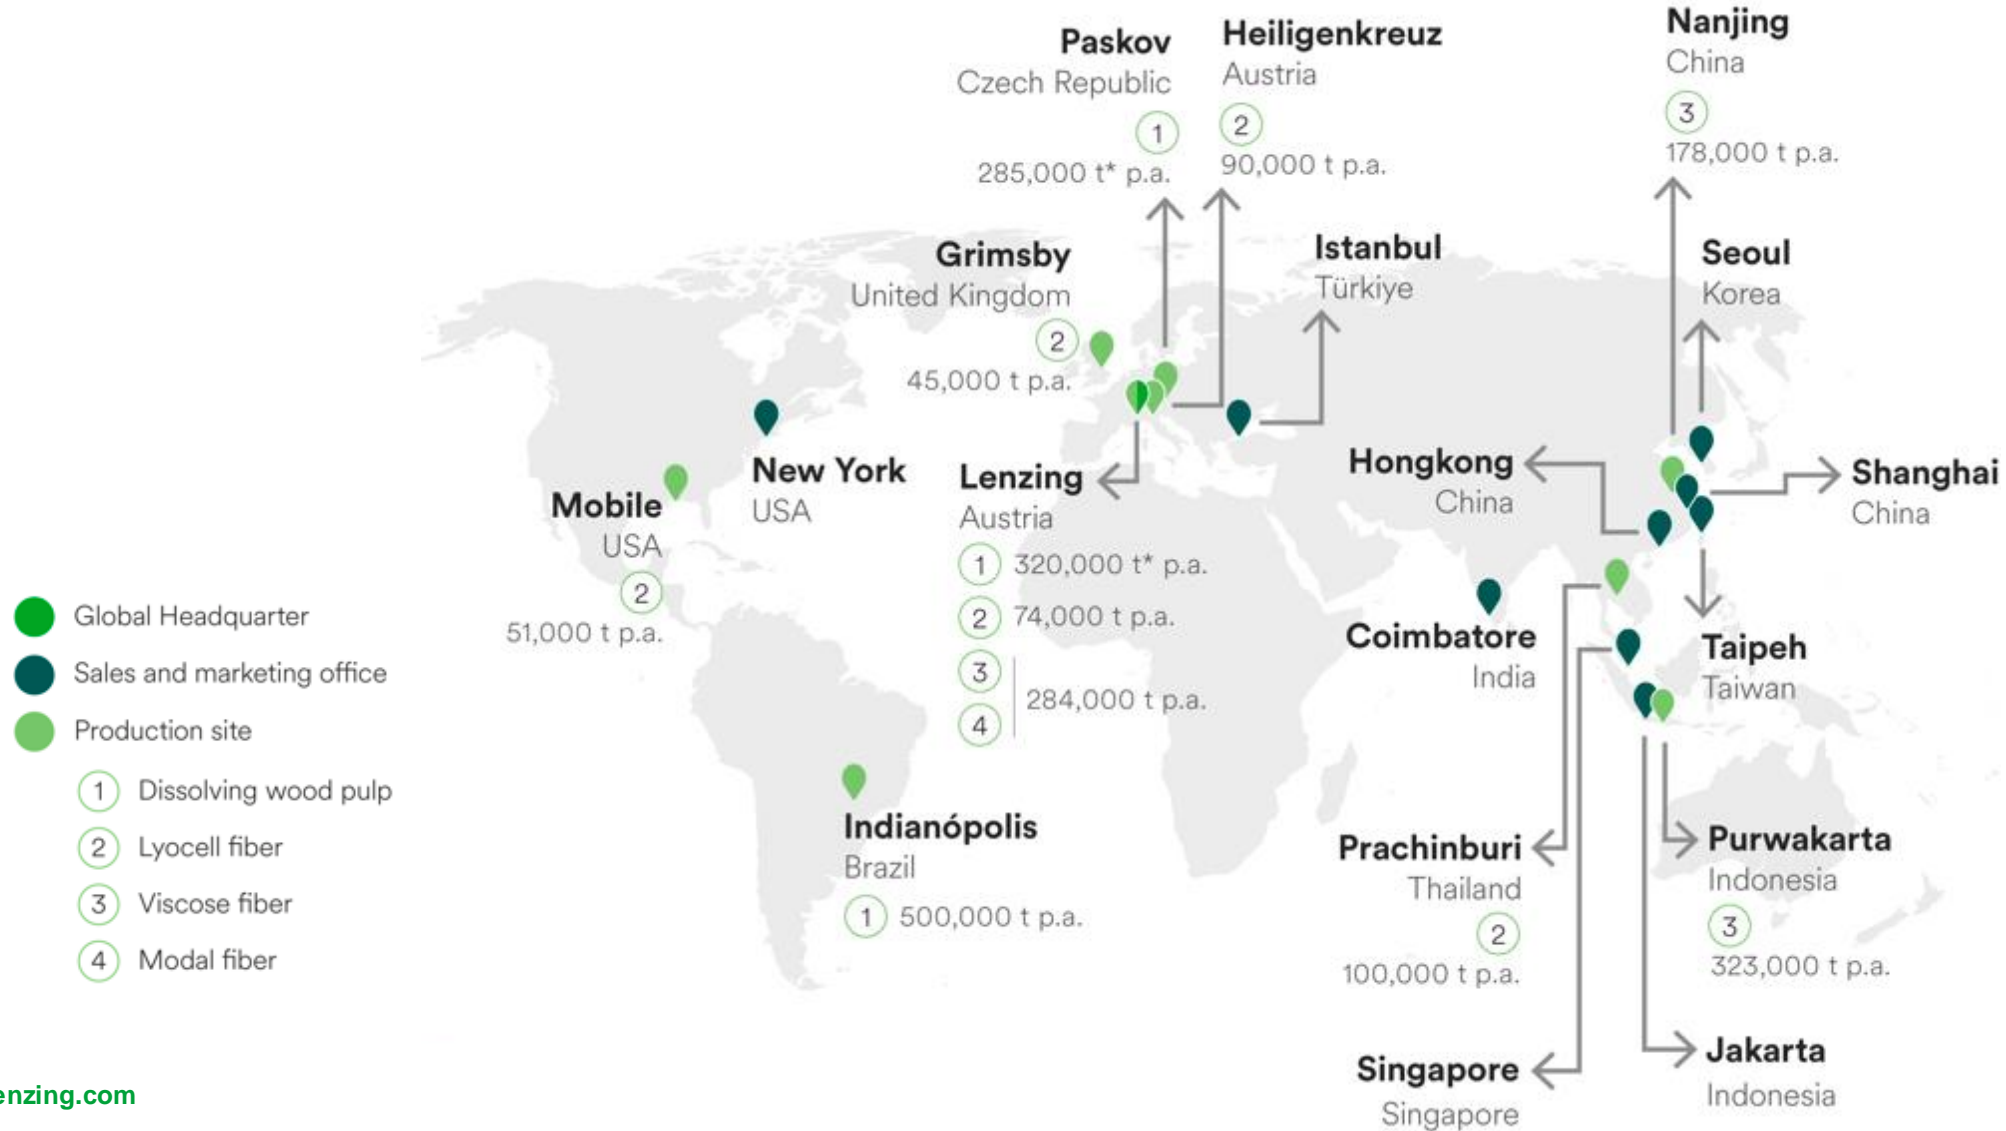 Paskov
Czech Republic
1
285,000 t* p.a.
Heiligenkreuz
Austria
2
90,000 t p.a.
Nanjing
China
3
178,000 t p.a.
Grimsby
United Kingdom
2
45,000 t p.a.
Istanbul
Türkiye
Seoul
Korea
New York
USA
Mobile
USA
2
51,000 t p.a.
Lenzing
Austria
1 320,000 t* p.a.
2 74,000 t p.a.
3
4
284,000 t p.a.
Hongkong
China
Shanghai
China
Coimbatore
India
Taipeh
Taiwan
Indianópolis
Brazil
1 500,000 t p.a.
Prachinburi
Thailand
2
100,000 t p.a.
Purwakarta
Indonesia
3
323,000 t p.a.
Singapore
Singapore
Jakarta
Indonesia
Global Headquarter
Sales and marketing office
Production site
1 Dissolving wood pulp
2 Lyocell fiber
3 Viscose fiber
4 Modal fiber
enzing.com